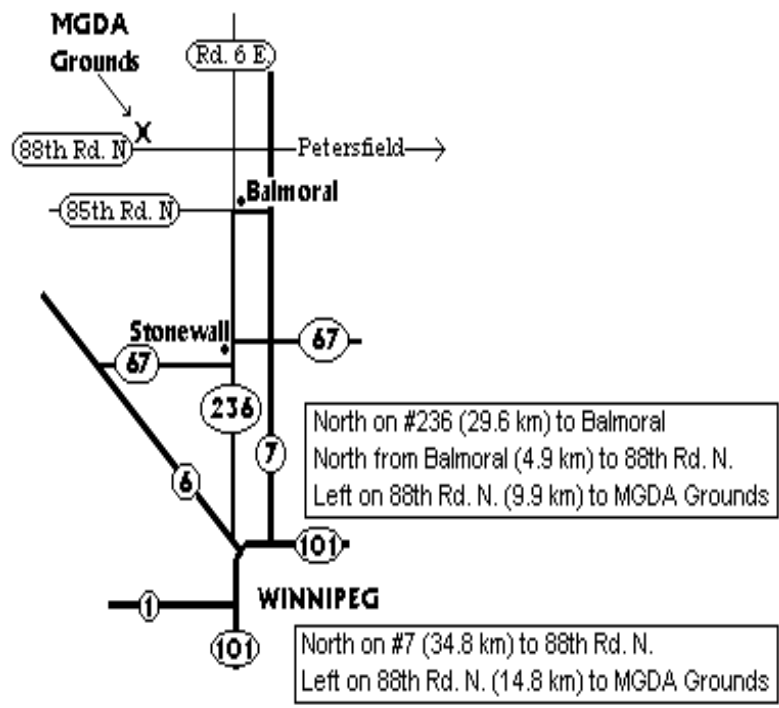 MGDA
Grounds
Rd. 6 E
X
88th Rd. N
Petersfield
Balmoral
85th Rd. N
Stonewall
67
67
236
North on #236 (29.6 km) to Balmoral
North from Balmoral (4.9 km) to 88th Rd. N.
Left on 88th Rd. N. (9.9 km) to MGDA Grounds
7
6
101
1
WINNIPEG
101
North on #7 (34.8 km) to 88th Rd. N.
Left on 88th Rd. N. (14.8 km) to MGDA Grounds